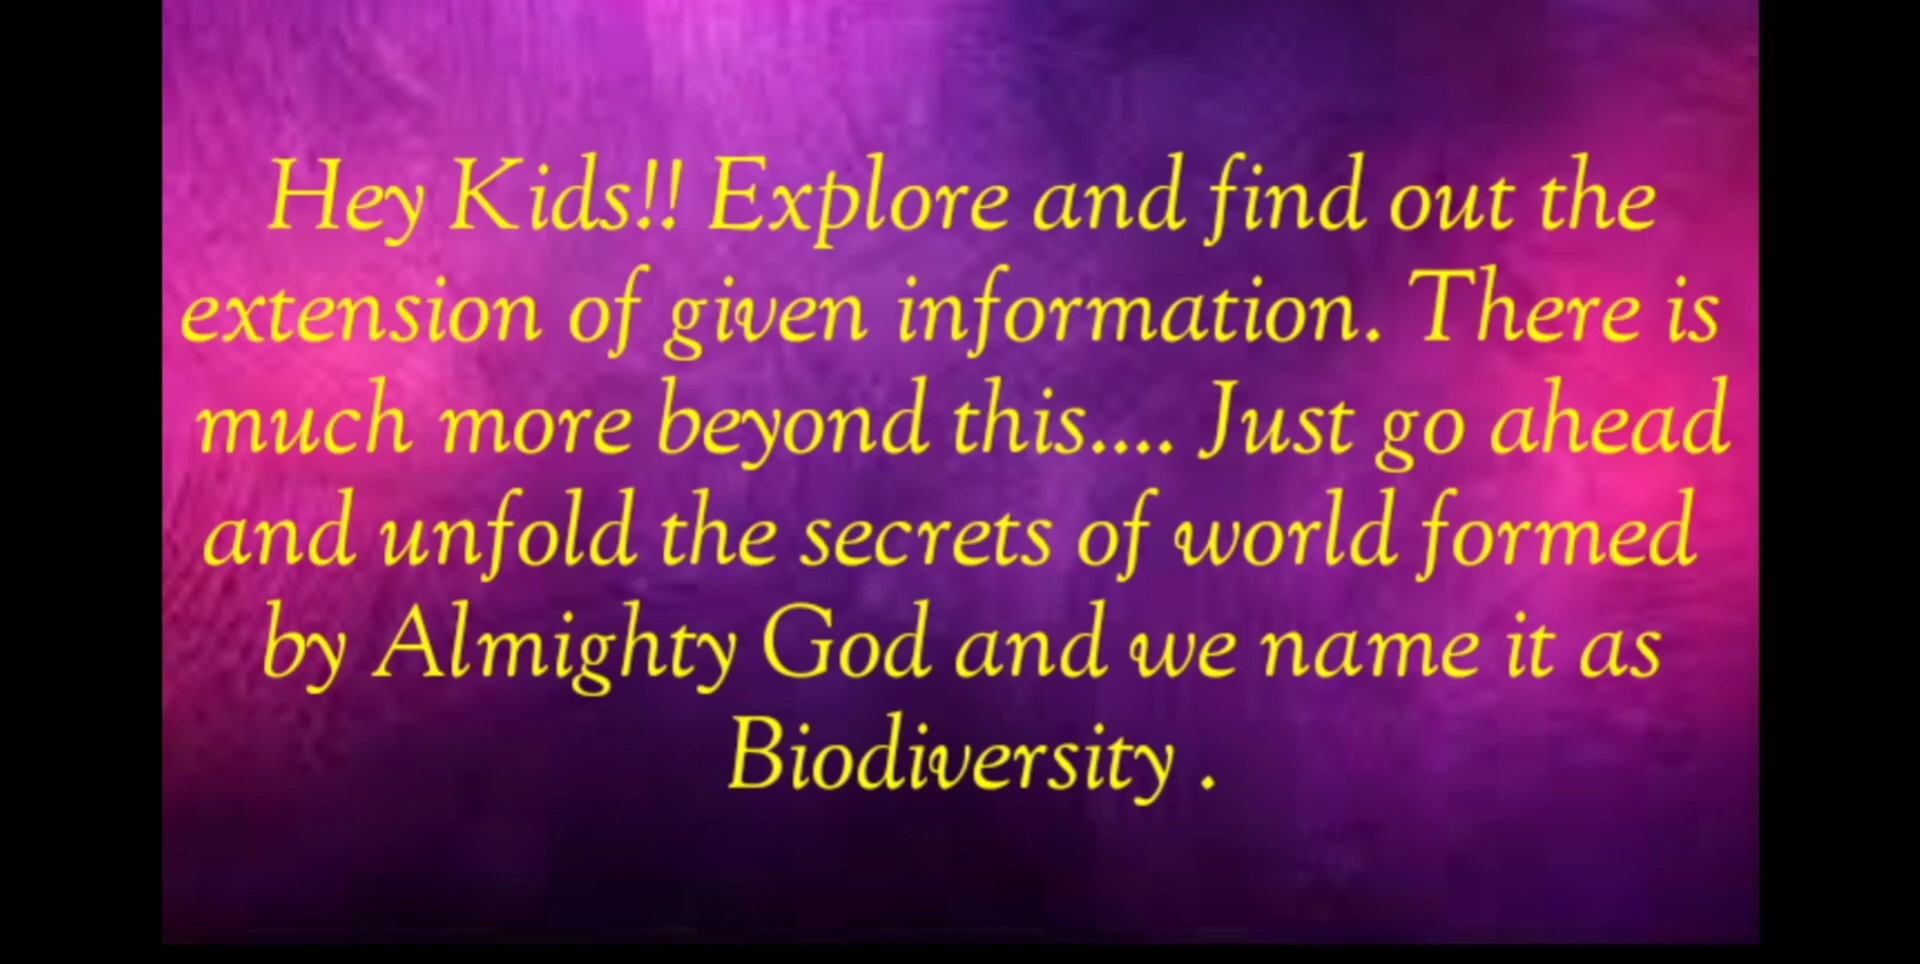 Hey Kids!! Explore and find out the
extension of given information. There is
much more beyond this.... Just go ahead
and unfold the secrets of world formed
by Almighty God and we name it as
Biodiversity .